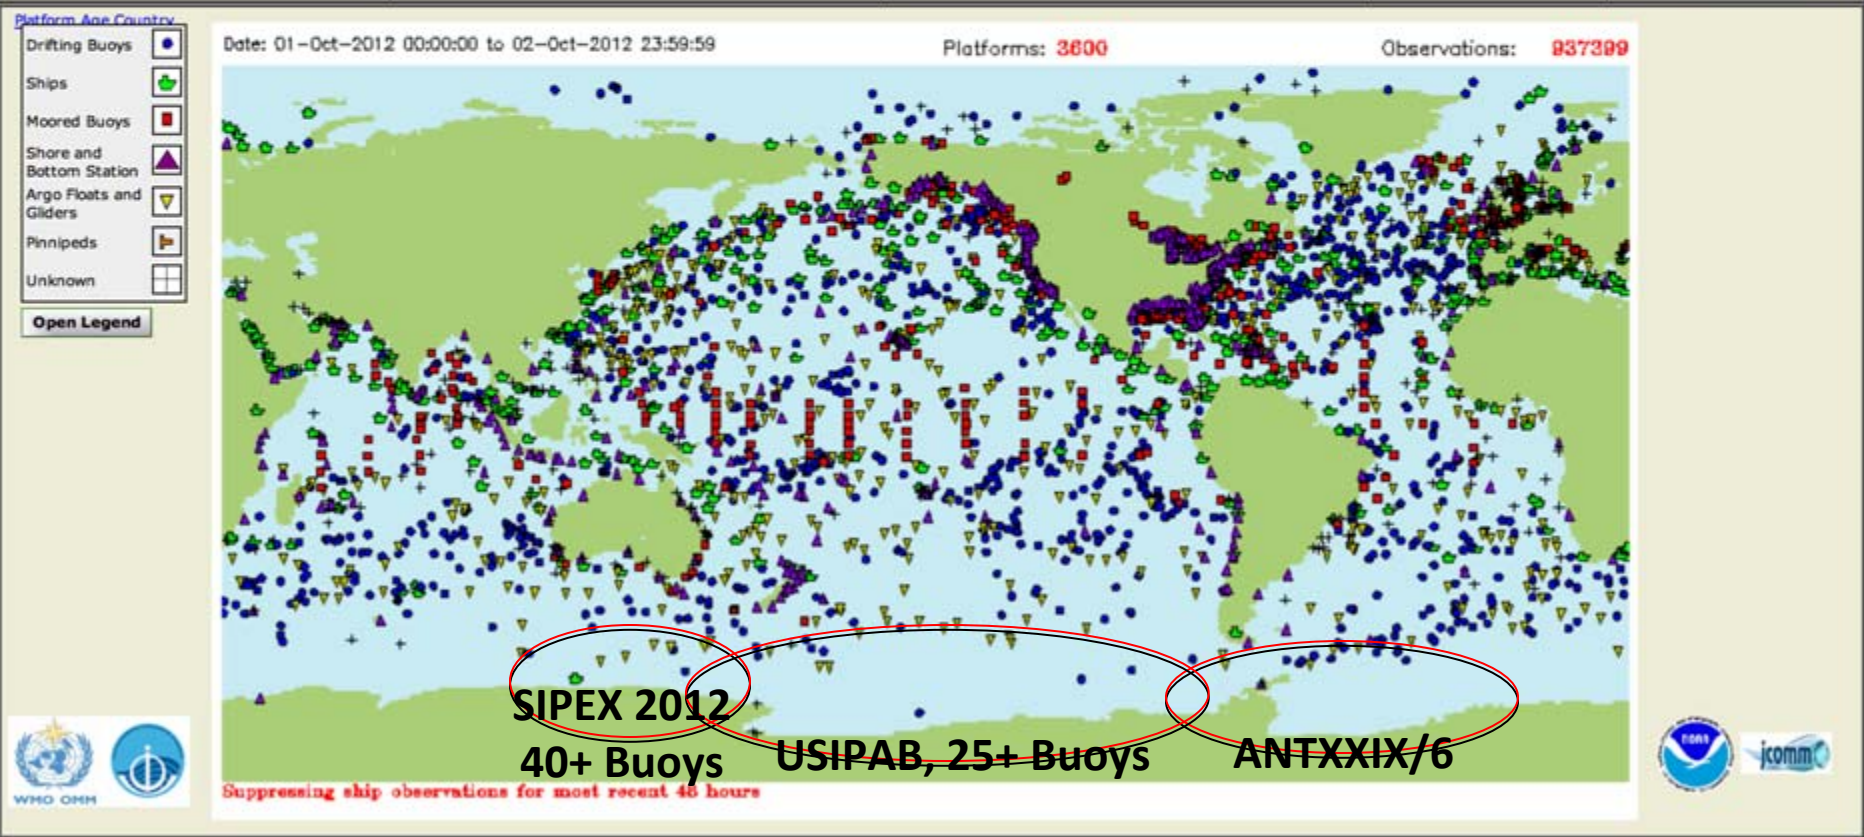 Platform Age Country
Drifting Buoys
Ships
Moored Buoys
Shore and
Bottom Station
Argo Floats and
Gliders
Pinnipeds
Unknown
Open Legend
Date: 01-Oct-2012 00:00:00 to 02-Oct-2012 23:59:59
Platforms: 3600
Observations: 937399
SIPEX 2012
40+ Buoys
USIPAB, 25+ Buoys
ANTXXIX/6
Suppressing ship observations for most recent 48 hours
WMO OMM
NOAA
jcomm